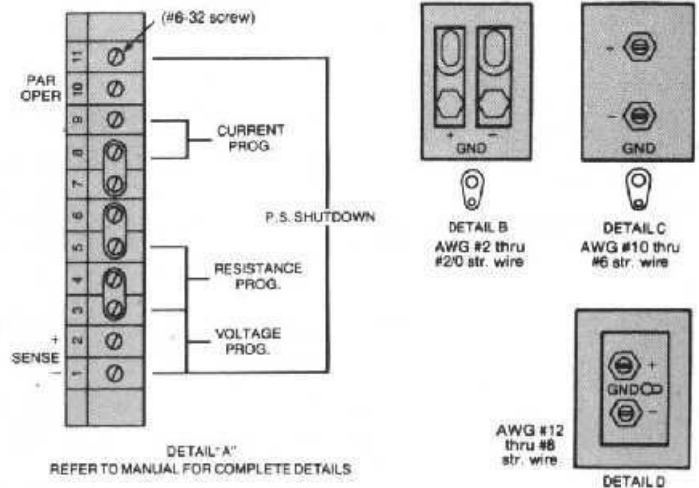 (#6-32 screw)
11
PAR
OPER
10
9
CURRENT
PROG.
8
7
6
P.S. SHUTDOWN
5
RESISTANCE
PROG.
4
3
VOLTAGE
PROG.
+
2
SENSE
–
1
DETAIL "A"
REFER TO MANUAL FOR COMPLETE DETAILS
+ –
GND
DETAIL B
AWG #2 thru
#2/0 str. wire
-
-
GND
DETAIL C
AWG #10 thru
#6 str. wire
+
GND
-
AWG #12
thru #8
str. wire
DETAIL D